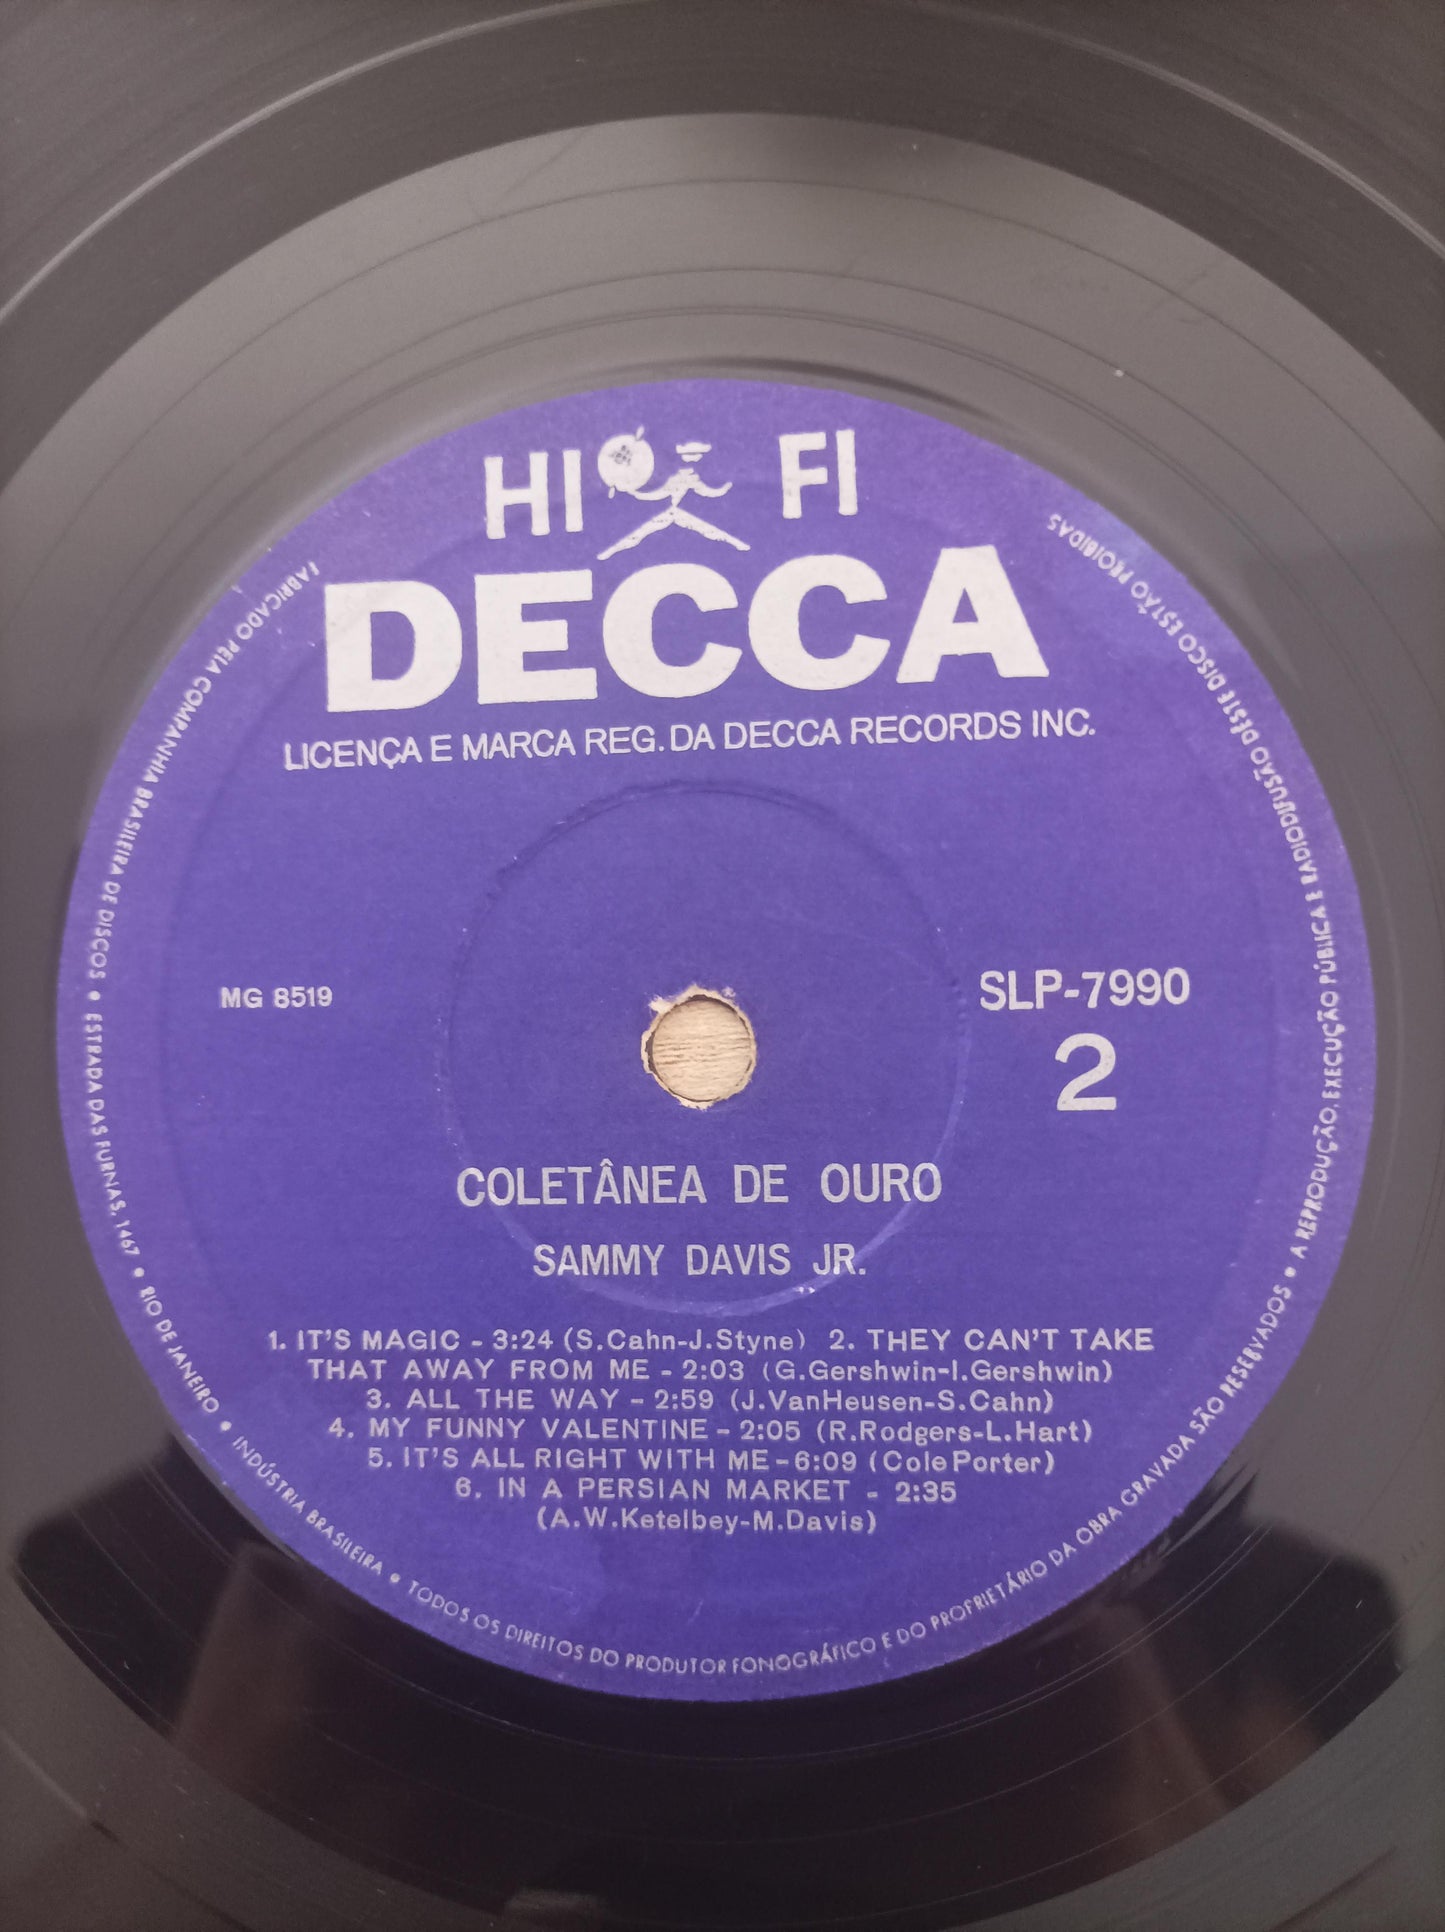 HI FI
DECCA
LICENÇA E MARCA REG. DA DECCA RECORDS INC.
MG 8519
SLP-7990
2
COLETÂNEA DE OURO
SAMMY DAVIS JR.
1. IT'S MAGIC - 3:24 (S.Cahn-J.Styne) 2. THEY CAN'T TAKE
THAT AWAY FROM ME - 2:03 (G.Gershwin-I.Gershwin)
3. ALL THE WAY - 2:59 (J.VanHeusen-S.Cahn)
4. MY FUNNY VALENTINE - 2:05 (R.Rodgers-L.Hart)
5. IT'S ALL RIGHT WITH ME - 6:09 (Cole Porter)
6. IN A PERSIAN MARKET - 2:35
(A.W.Ketelbey-M.Davis)
FABRICADO PELA COMPANHIA BRASILEIRA DE DISCOS • ESTRADA DAS FURNAS, 1467 • RIO DE JANEIRO • INDÚSTRIA BRASILEIRA • TODOS OS DIREITOS DO PRODUTOR FONOGRÁFICO E DO PROPRIETÁRIO DA OBRA GRAVADA SÃO RESERVADOS • A REPRODUÇÃO, EXECUÇÃO PÚBLICA E RADIODIFUSÃO DÊSTE DISCO ESTÃO PROIBIDAS